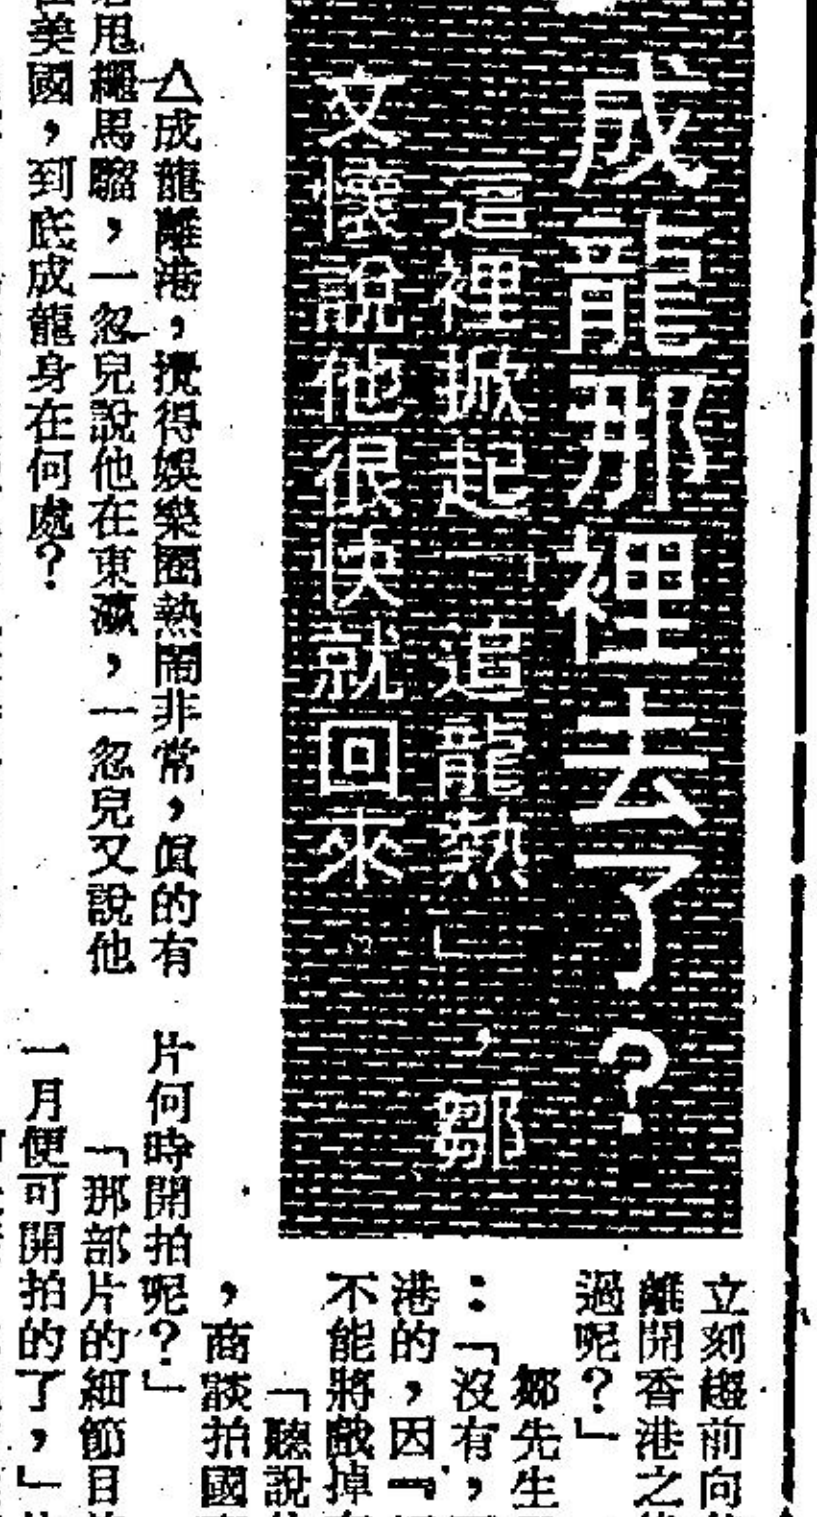 成龍那裡去了?
這裡掀起「追龍熱」，鄒
文懷說他很快就回來
△成龍離港，攪得娛樂圈熱鬧非常，眞的有
甩繩馬騮，一忽兒說他在東瀛，一忽兒又說他
美國，到底成龍身在何處？
立刻趨前向
離開香港之
過呢？」
鄒先生
：「沒有，
港的，因
不能將戲掉
「聽說
，商談拍國
片何時開拍呢？」
「那部片的細節目
一月便可開拍的了，」